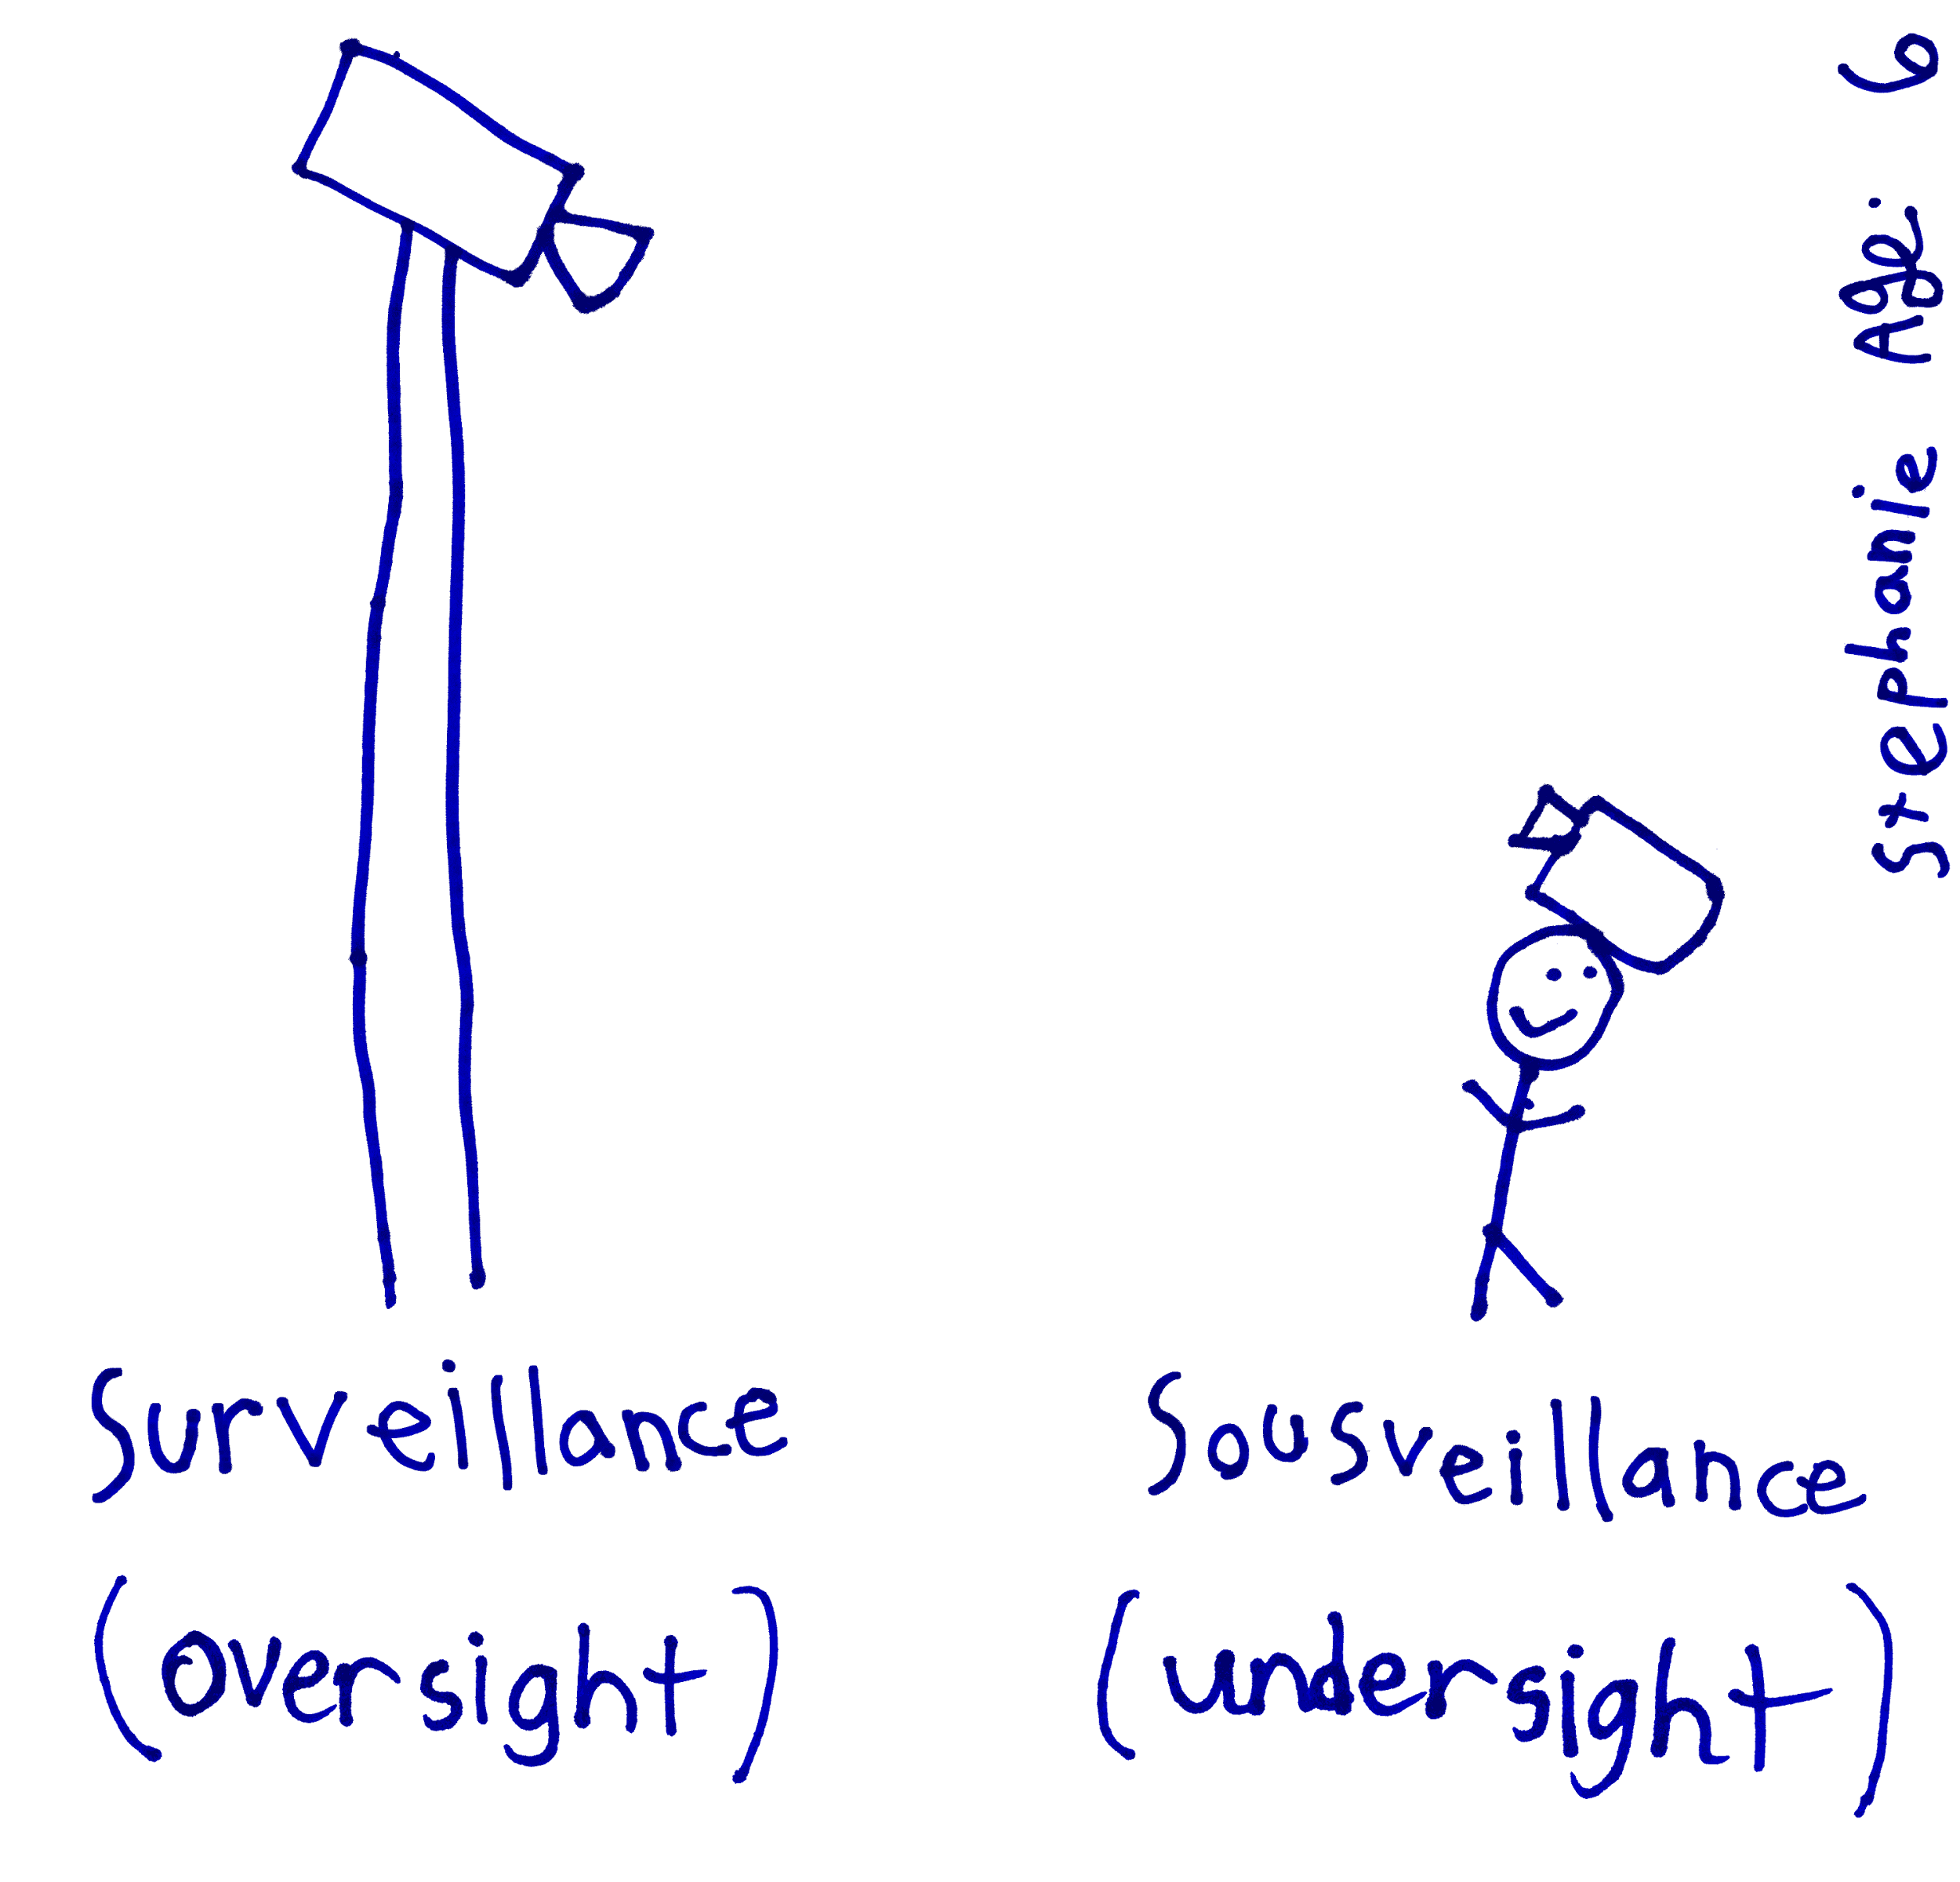 Surveillance
(oversight)
Sousveillance
(undersight)
stephanie Age: 6